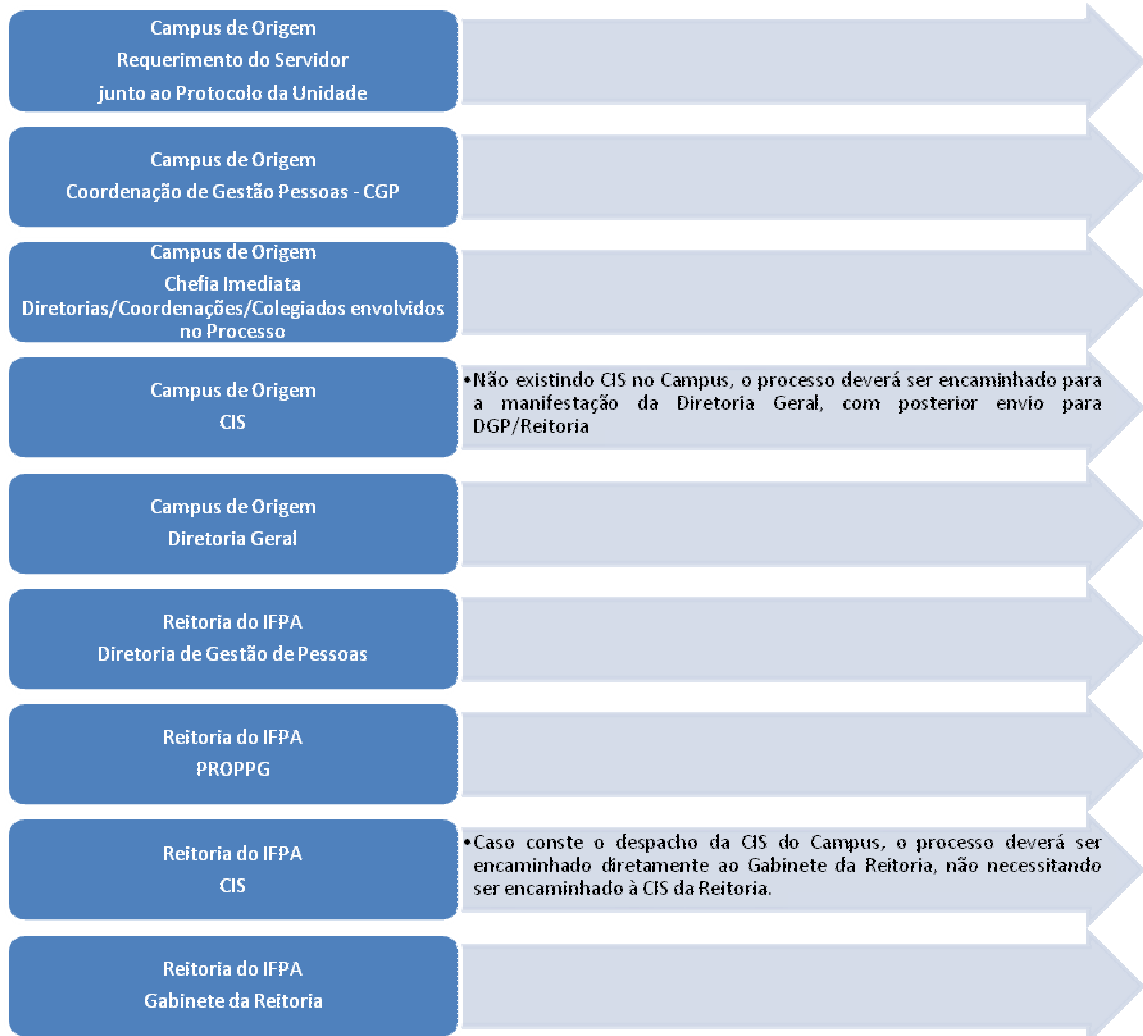 Campus de Origem
Requerimento do Servidor
junto ao Protocolo da Unidade
Campus de Origem
Coordenação de Gestão Pessoas - CGP
Campus de Origem
Chefia Imediata
Diretorias/Coordenações/Colegiados envolvidos
no Processo
Campus de Origem
CIS
•Não existindo CIS no Campus, o processo deverá ser encaminhado para
a manifestação da Diretoria Geral, com posterior envio para
DGP/Reitoria
Campus de Origem
Diretoria Geral
Reitoria do IFPA
Diretoria de Gestão de Pessoas
Reitoria do IFPA
PROPPG
Reitoria do IFPA
CIS
•Caso conste o despacho da CIS do Campus, o processo deverá ser
encaminhado diretamente ao Gabinete da Reitoria, não necessitando
ser encaminhado à CIS da Reitoria.
Reitoria do IFPA
Gabinete da Reitoria